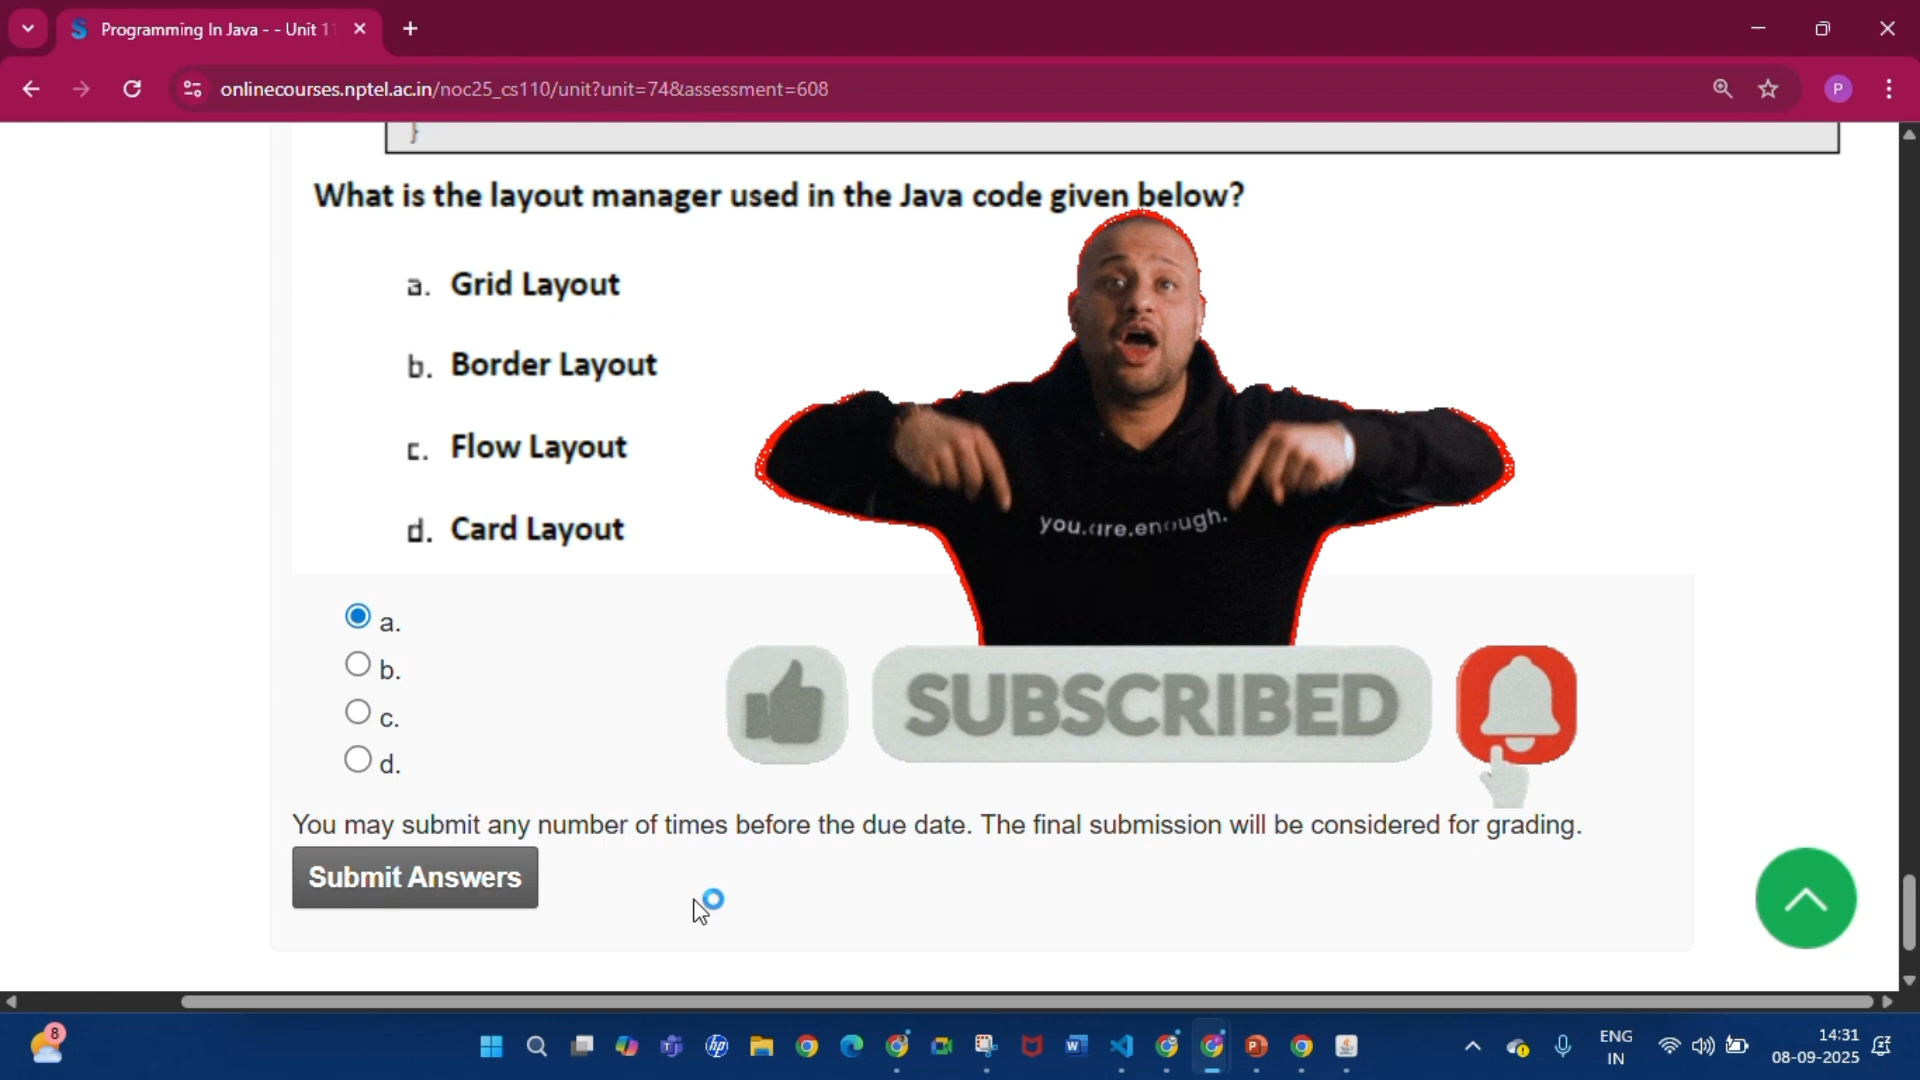 Programming In Java - - Unit 11
onlinecourses.nptel.ac.in/noc25_cs110/unit?unit=74&assessment=608
P
}
What is the layout manager used in the Java code given below?
a. Grid Layout
b. Border Layout
c. Flow Layout
d. Card Layout
you.are.enough.
a.
b.
c.
d.
SUBSCRIBED
You may submit any number of times before the due date. The final submission will be considered for grading.
Submit Answers
8
ENG
IN
14:31
08-09-2025